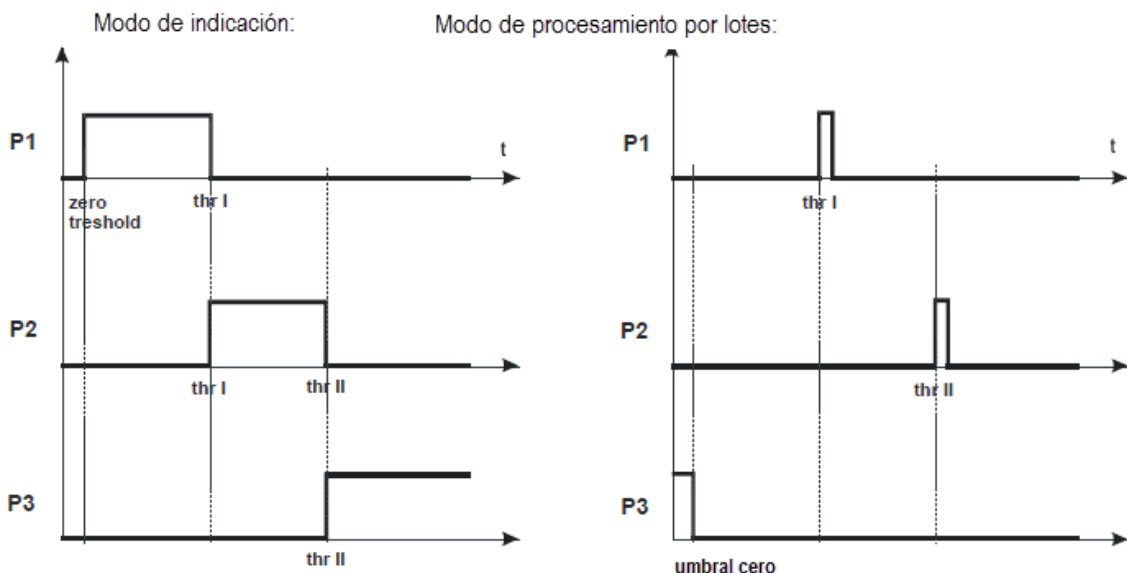 Modo de indicación:
Modo de procesamiento por lotes:
P1
t
zero
treshold
thr I
P2
thr I
thr II
P3
thr II
P1
t
thr I
P2
thr II
P3
umbral cero